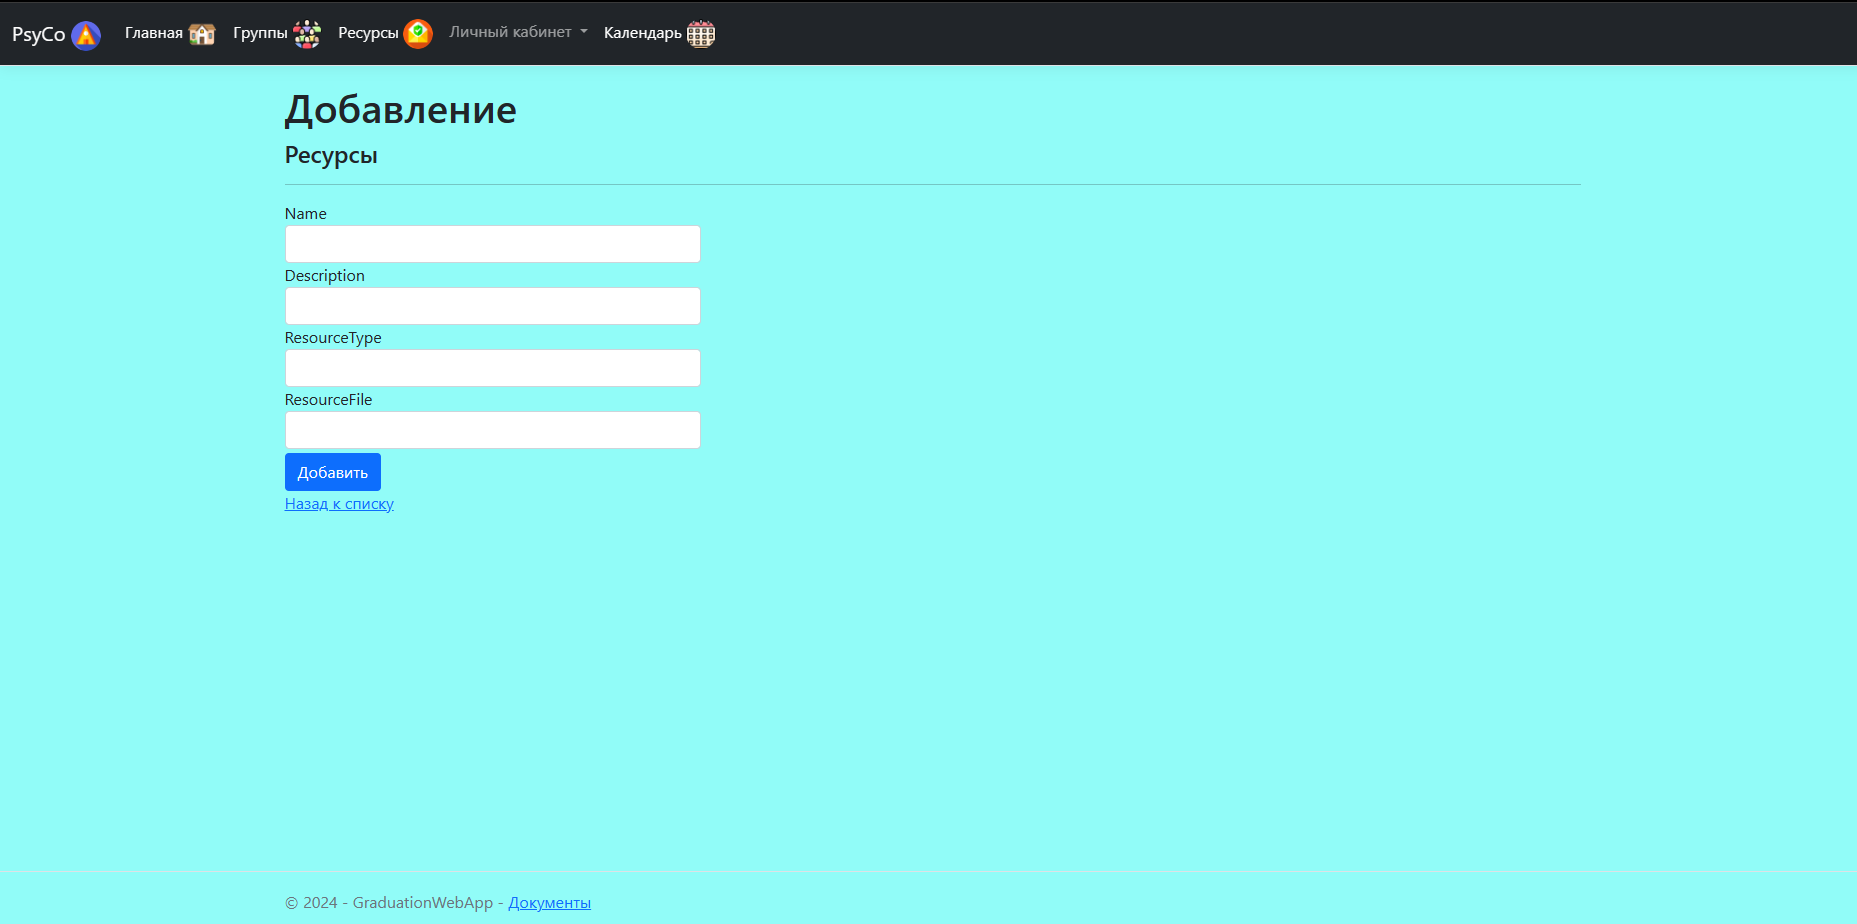 PsyCo Главная Группы Ресурсы Личный кабинет Календарь
Добавление
Ресурсы
Name
Description
ResourceType
ResourceFile
Добавить
Назад к списку
© 2024 - GraduationWebApp - Документы